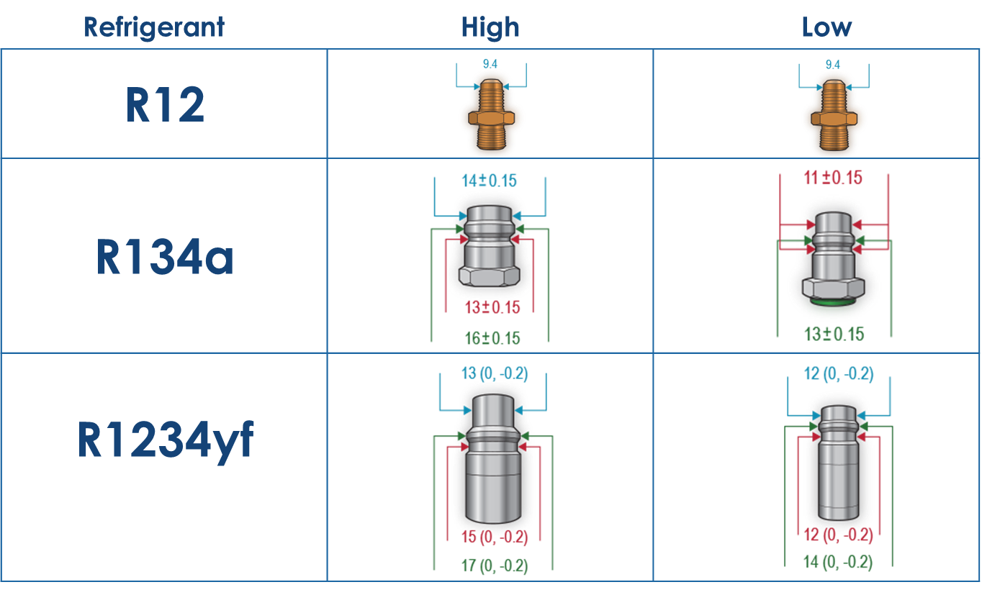 Refrigerant High Low
R12 9.4 9.4
R134a
14±0.15 11±0.15
13±0.15
16±0.15 13±0.15
R1234yf
13 (0, -0.2) 12 (0, -0.2)
15 (0, -0.2) 12 (0, -0.2)
17 (0, -0.2) 14 (0, -0.2)